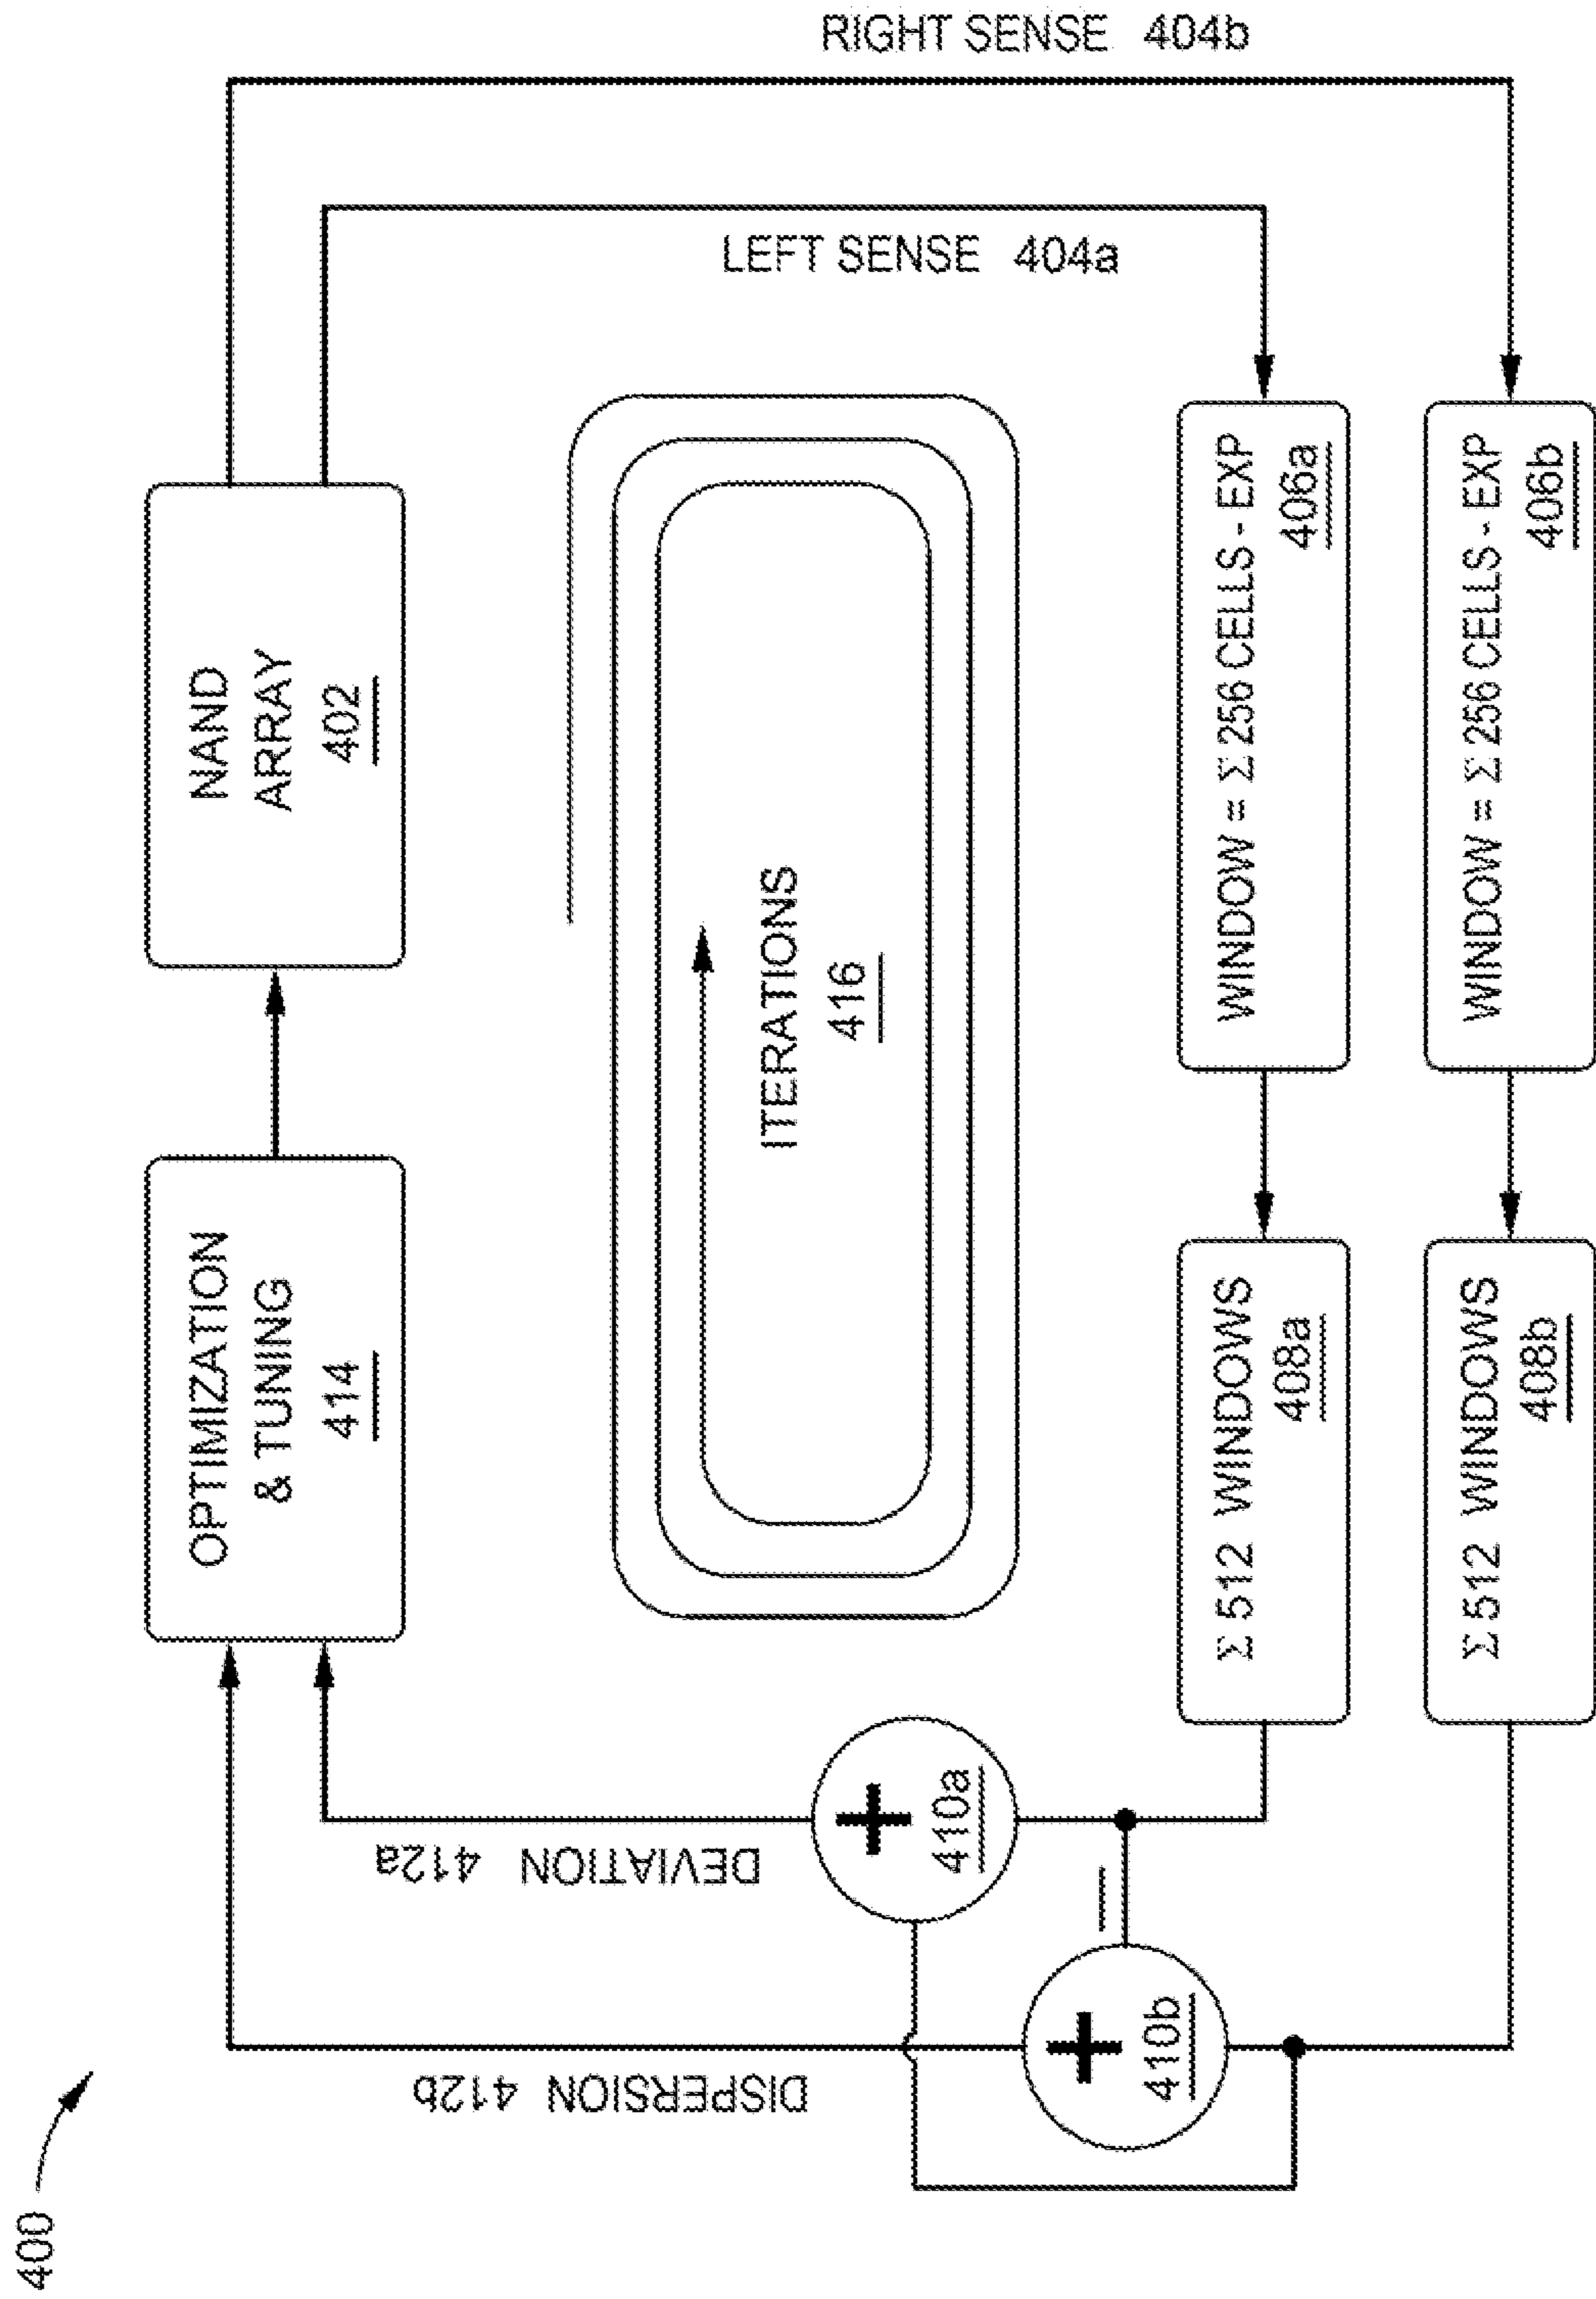 400
OPTIMIZATION
& TUNING
414
NAND
ARRAY
402
RIGHT SENSE 404b
LEFT SENSE 404a
DISPERSION 412b
DEVIATION 412a
ITERATIONS
416
+
410a
+
410b
—
Σ 512 WINDOWS
408a
WINDOW = Σ 256 CELLS - EXP
406a
Σ 512 WINDOWS
408b
WINDOW = Σ 256 CELLS - EXP
406b